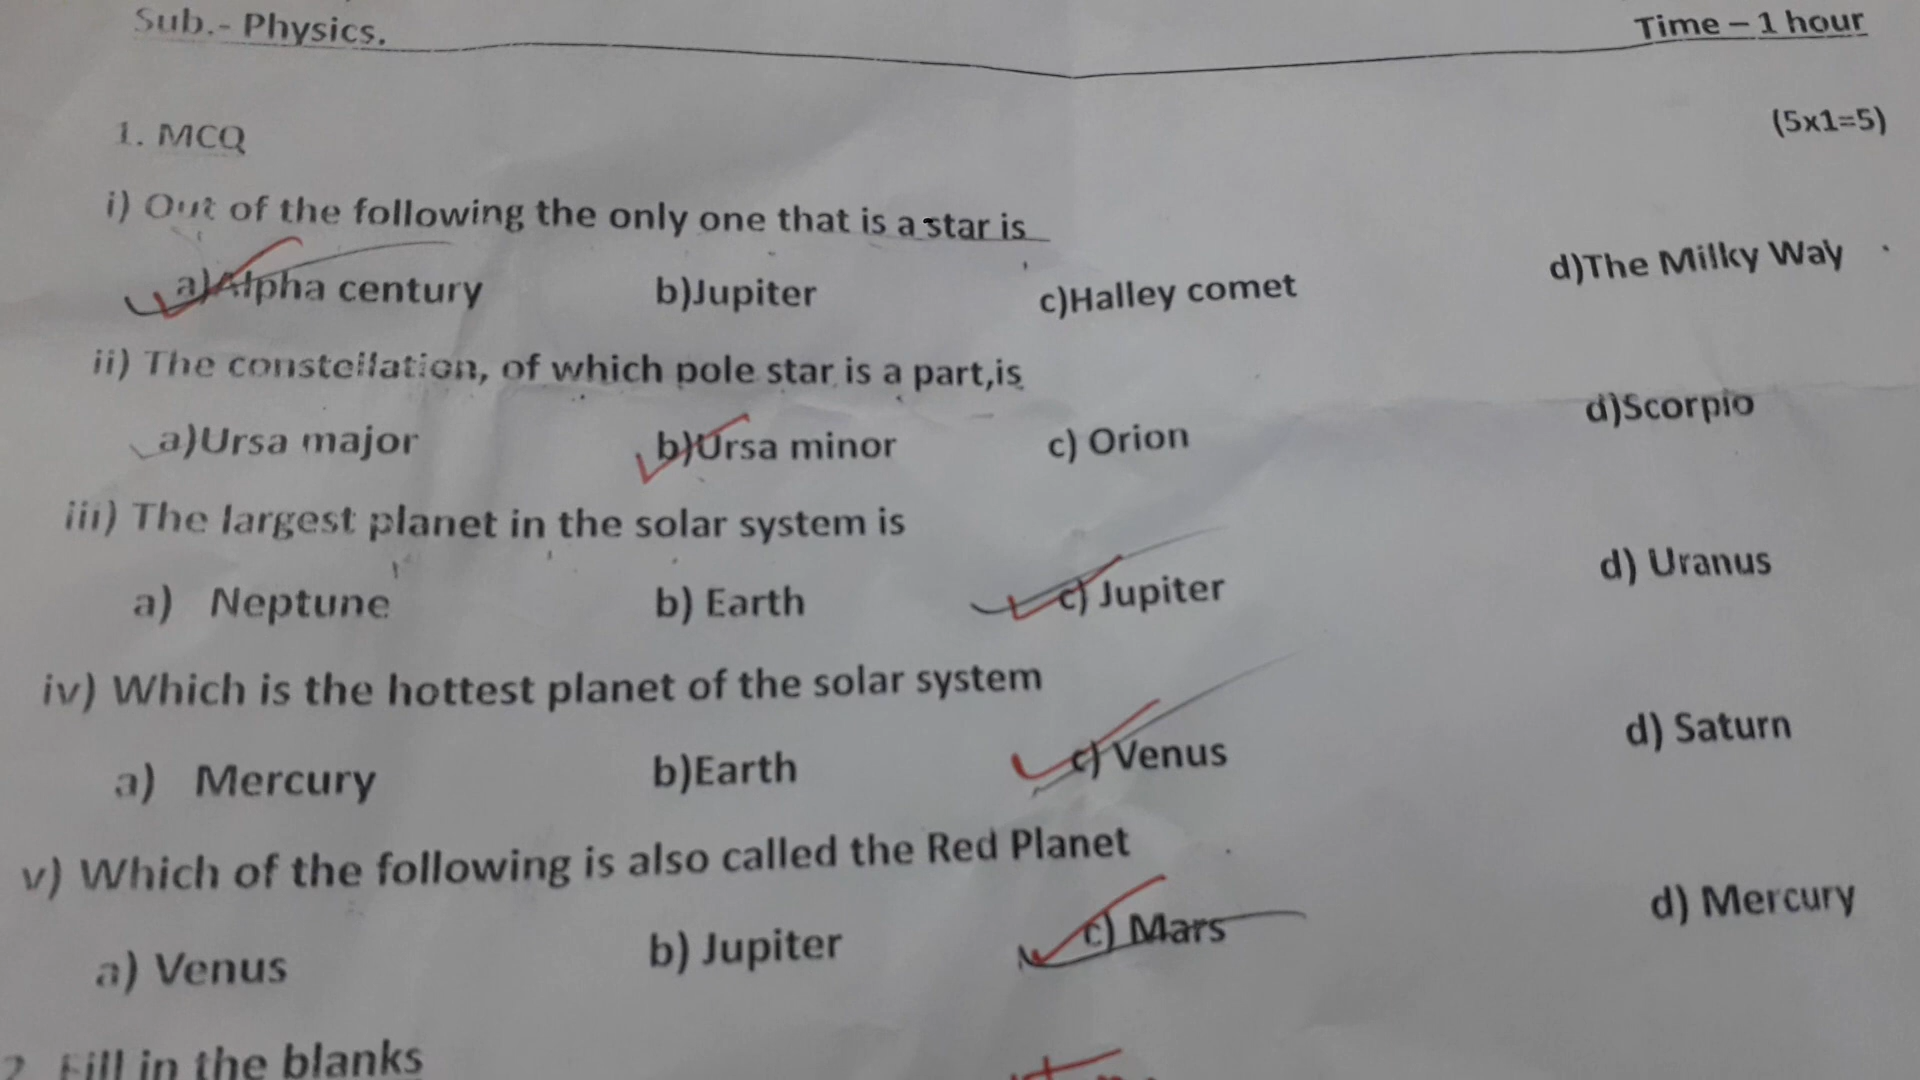 Sub.- Physics. Time – 1 hour
1. MCQ (5x1=5)
i) Out of the following the only one that is a star is
a)Alpha century b)Jupiter c)Halley comet d)The Milky Way
ii) The constellation, of which pole star is a part,is
a)Ursa major b)Ursa minor c) Orion d)Scorpio
iii) The largest planet in the solar system is
a) Neptune b) Earth c) Jupiter d) Uranus
iv) Which is the hottest planet of the solar system
a) Mercury b)Earth c) Venus d) Saturn
v) Which of the following is also called the Red Planet
a) Venus b) Jupiter c) Mars d) Mercury
2. Fill in the blanks